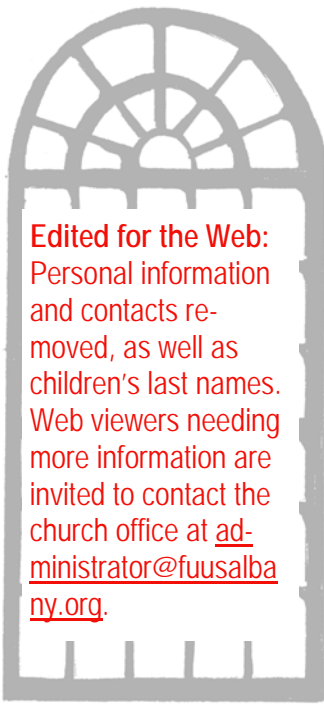 Edited for the Web:
Personal information
and contacts re-
moved, as well as
children's last names.
Web viewers needing
more information are
invited to contact the
church office at ad-
ministrator@fuusalba
ny.org.